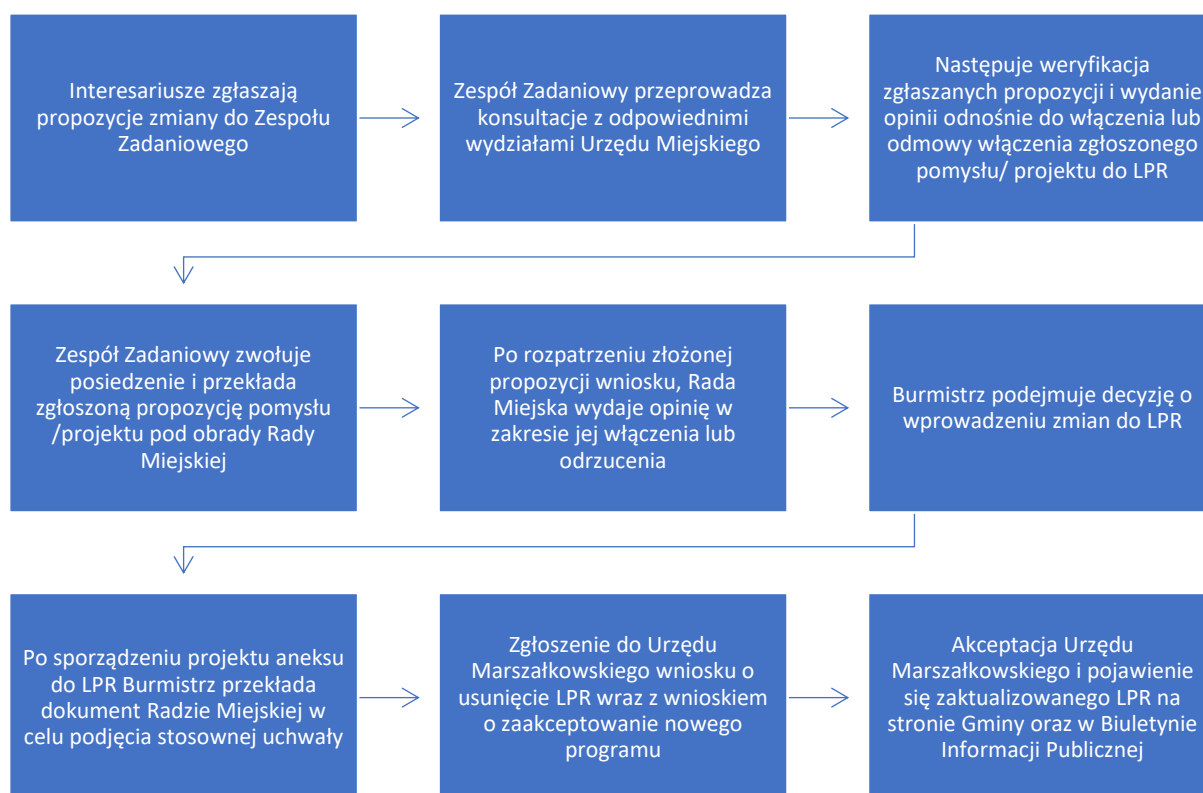 Interesariusze zgłaszają
propozycje zmiany do Zespołu
Zadaniowego
Zespół Zadaniowy przeprowadza
konsultacje z odpowiednimi
wydziałami Urzędu Miejskiego
Następuje weryfikacja
zgłaszanych propozycji i wydanie
opinii odnośnie do włączenia lub
odmowy włączenia zgłoszonego
pomysłu/ projektu do LPR
Zespół Zadaniowy zwołuje
posiedzenie i przekłada
zgłoszoną propozycję pomysłu
/projektu pod obrady Rady
Miejskiej
Po rozpatrzeniu złożonej
propozycji wniosku, Rada
Miejska wydaje opinię w
zakresie jej włączenia lub
odrzucenia
Burmistrz podejmuje decyzję o
wprowadzeniu zmian do LPR
Po sporządzeniu projektu aneksu
do LPR Burmistrz przekłada
dokument Radzie Miejskiej w
celu podjęcia stosownej uchwały
Zgłoszenie do Urzędu
Marszałkowskiego wniosku o
usunięcie LPR wraz z wnioskiem
o zaakceptowanie nowego
programu
Akceptacja Urzędu
Marszałkowskiego i pojawienie
się zaktualizowanego LPR na
stronie Gminy oraz w Biuletynie
Informacji Publicznej